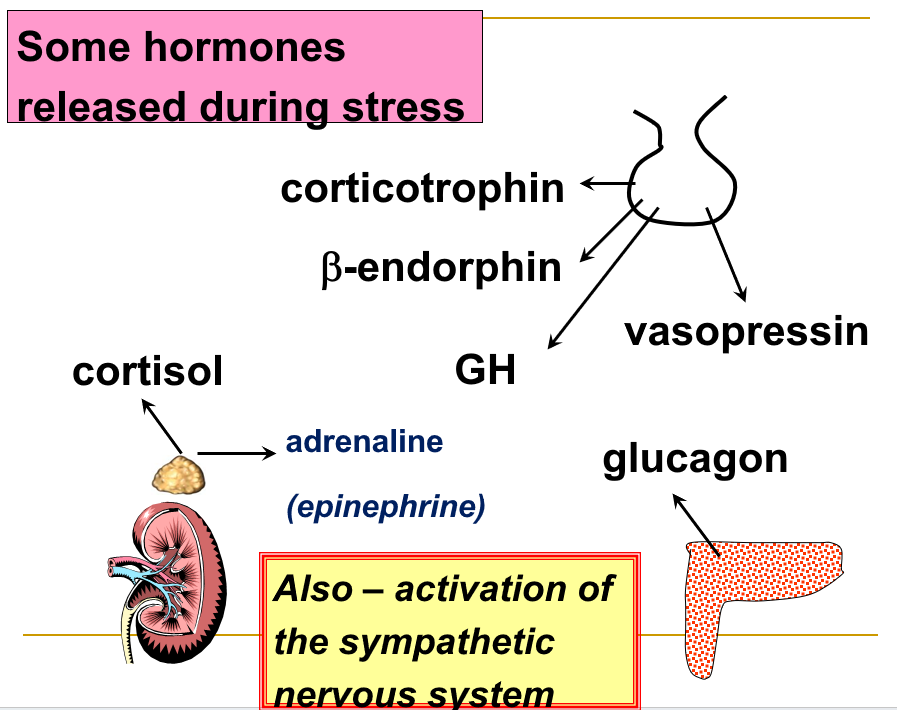 Some hormones
released during stress
corticotrophin
β-endorphin
vasopressin
GH
cortisol
adrenaline
(epinephrine)
glucagon
Also – activation of
the sympathetic
nervous system